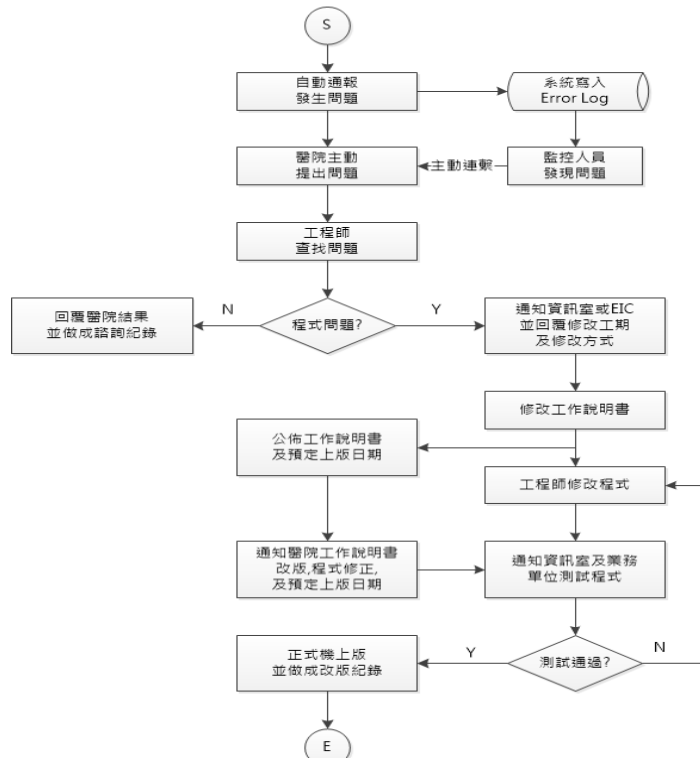 S
自動通報
發生問題
系統寫入
Error Log
醫院主動
提出問題
主動連繫
監控人員
發現問題
工程師
查找問題
回覆醫院結果
並做成諮詢紀錄
N
程式問題?
Y
通知資訊室或EIC
並回覆修改工期
及修改方式
修改工作說明書
公佈工作說明書
及預定上版日期
工程師修改程式
通知醫院工作說明書
改版,程式修正,
及預定上版日期
通知資訊室及業務
單位測試程式
正式機上版
並做成改版紀錄
Y
測試通過?
N
E